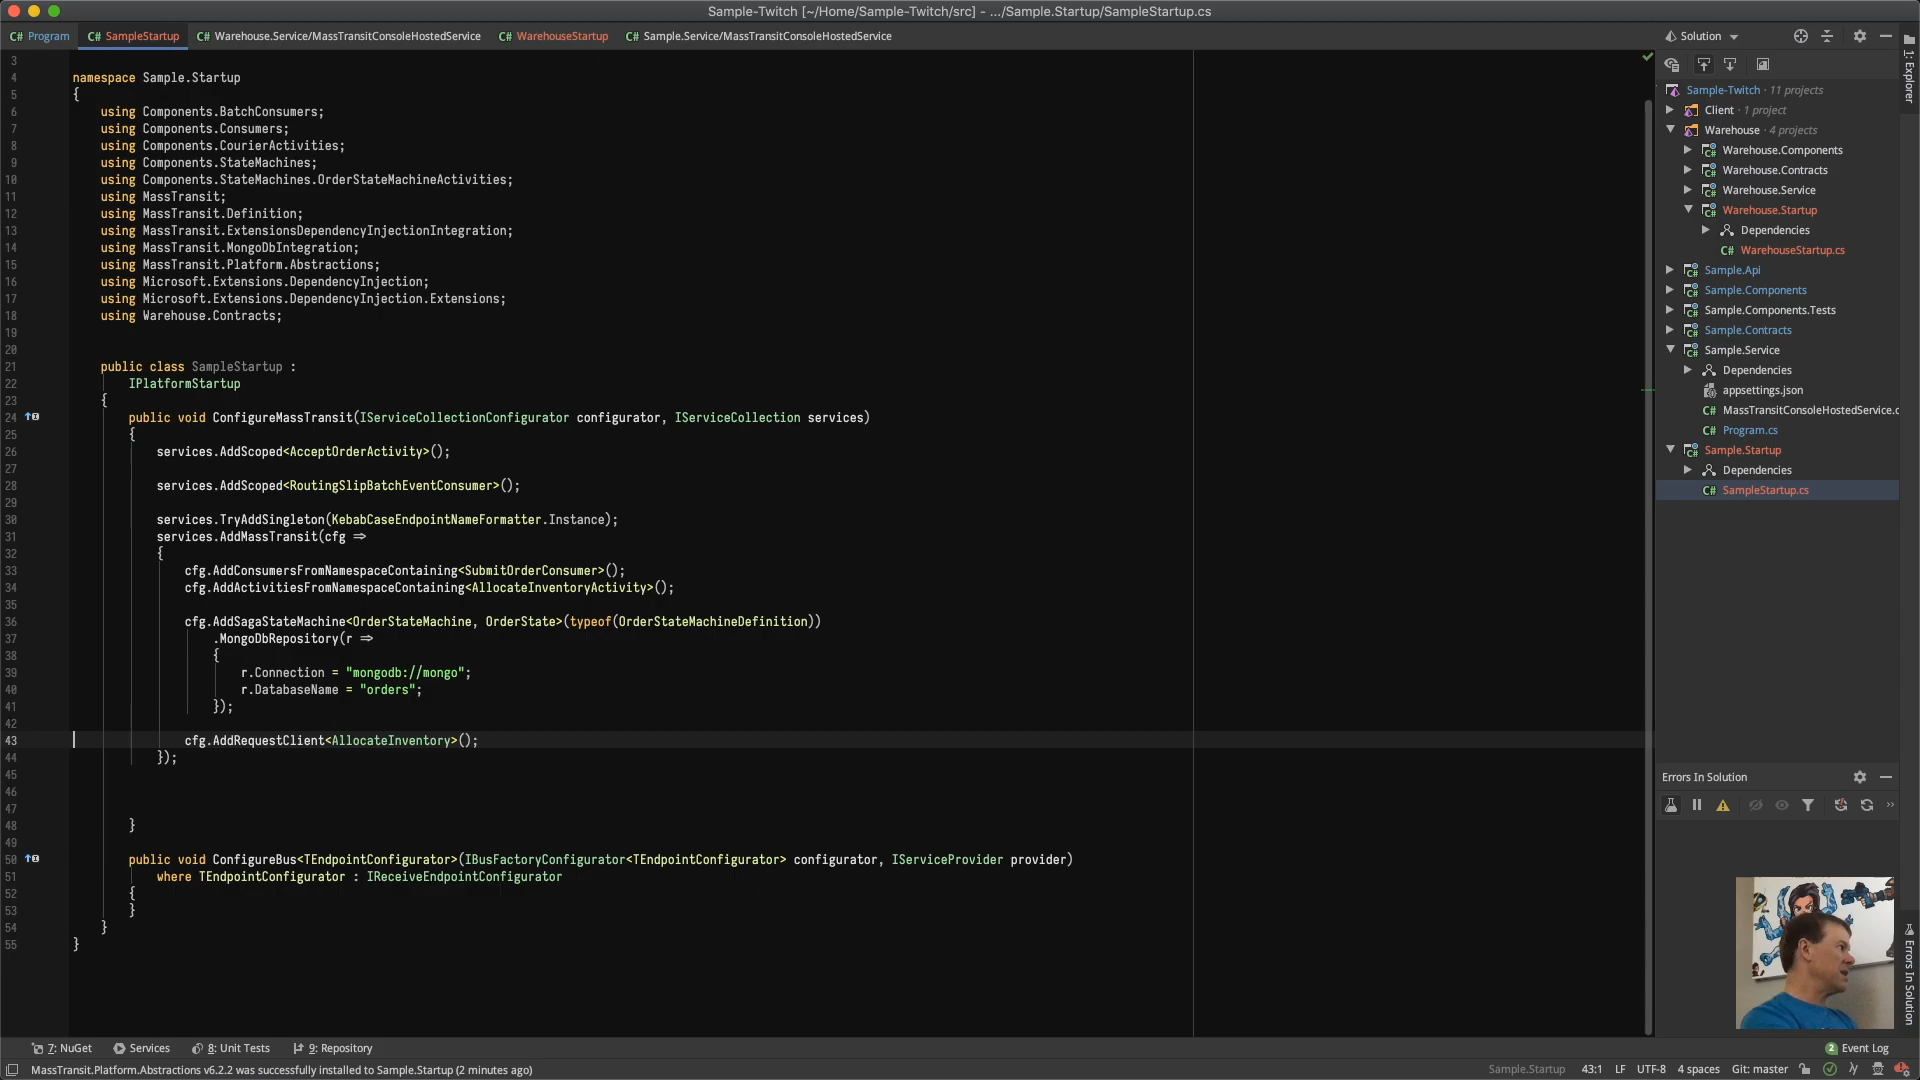 Sample-Twitch [~/Home/Sample-Twitch/src] - .../Sample.Startup/SampleStartup.cs
C# Program
C# SampleStartup
C# Warehouse.Service/MassTransitConsoleHostedService
C# WarehouseStartup
C# Sample.Service/MassTransitConsoleHostedService
3
4 namespace Sample.Startup
5 {
6 using Components.BatchConsumers;
7 using Components.Consumers;
8 using Components.CourierActivities;
9 using Components.StateMachines;
10 using Components.StateMachines.OrderStateMachineActivities;
11 using MassTransit;
12 using MassTransit.Definition;
13 using MassTransit.ExtensionsDependencyInjectionIntegration;
14 using MassTransit.MongoDbIntegration;
15 using MassTransit.Platform.Abstractions;
16 using Microsoft.Extensions.DependencyInjection;
17 using Microsoft.Extensions.DependencyInjection.Extensions;
18 using Warehouse.Contracts;
19
20
21 public class SampleStartup :
22 IPlatformStartup
23 {
24 public void ConfigureMassTransit(IServiceCollectionConfigurator configurator, IServiceCollection services)
25 {
26 services.AddScoped<AcceptOrderActivity>();
27
28 services.AddScoped<RoutingSlipBatchEventConsumer>();
29
30 services.TryAddSingleton(KebabCaseEndpointNameFormatter.Instance);
31 services.AddMassTransit(cfg =>
32 {
33 cfg.AddConsumersFromNamespaceContaining<SubmitOrderConsumer>();
34 cfg.AddActivitiesFromNamespaceContaining<AllocateInventoryActivity>();
35
36 cfg.AddSagaStateMachine<OrderStateMachine, OrderState>(typeof(OrderStateMachineDefinition))
37 .MongoDbRepository(r =>
38 {
39 r.Connection = "mongodb://mongo";
40 r.DatabaseName = "orders";
41 });
42
43 cfg.AddRequestClient<AllocateInventory>();
44 });
45
46
47
48 }
49
50 public void ConfigureBus<TEndpointConfigurator>(IBusFactoryConfigurator<TEndpointConfigurator> configurator, IServiceProvider provider)
51 where TEndpointConfigurator : IReceiveEndpointConfigurator
52 {
53 }
54 }
55 }
Solution
Sample-Twitch · 11 projects
Client · 1 project
Warehouse · 4 projects
Warehouse.Components
Warehouse.Contracts
Warehouse.Service
Warehouse.Startup
Dependencies
C# WarehouseStartup.cs
Sample.Api
Sample.Components
Sample.Components.Tests
Sample.Contracts
Sample.Service
Dependencies
appsettings.json
C# MassTransitConsoleHostedService.c
C# Program.cs
Sample.Startup
Dependencies
C# SampleStartup.cs
1: Explorer
Errors In Solution
Errors In Solution
7: NuGet
Services
8: Unit Tests
9: Repository
2 Event Log
MassTransit.Platform.Abstractions v6.2.2 was successfully installed to Sample.Startup (2 minutes ago)
Sample.Startup
43:1
LF
UTF-8
4 spaces
Git: master